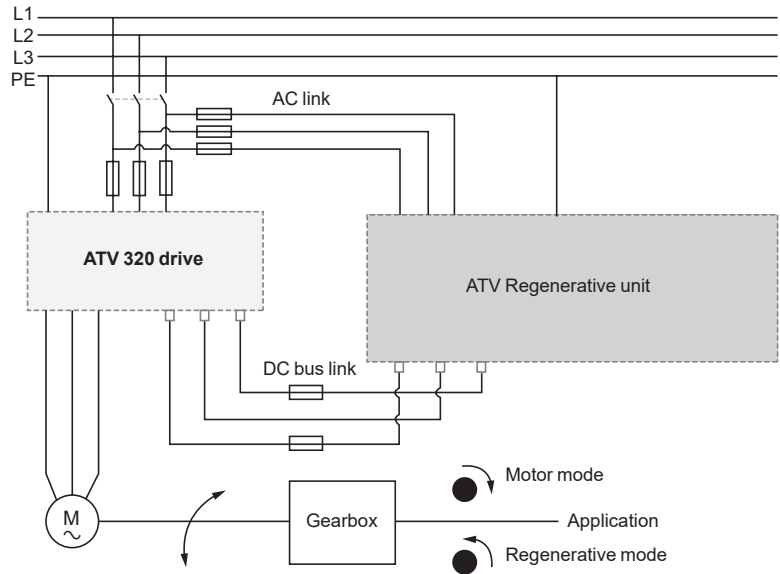 L1
L2
L3
PE
AC link
ATV 320 drive
ATV Regenerative unit
DC bus link
Motor mode
M
Gearbox
Application
Regenerative mode